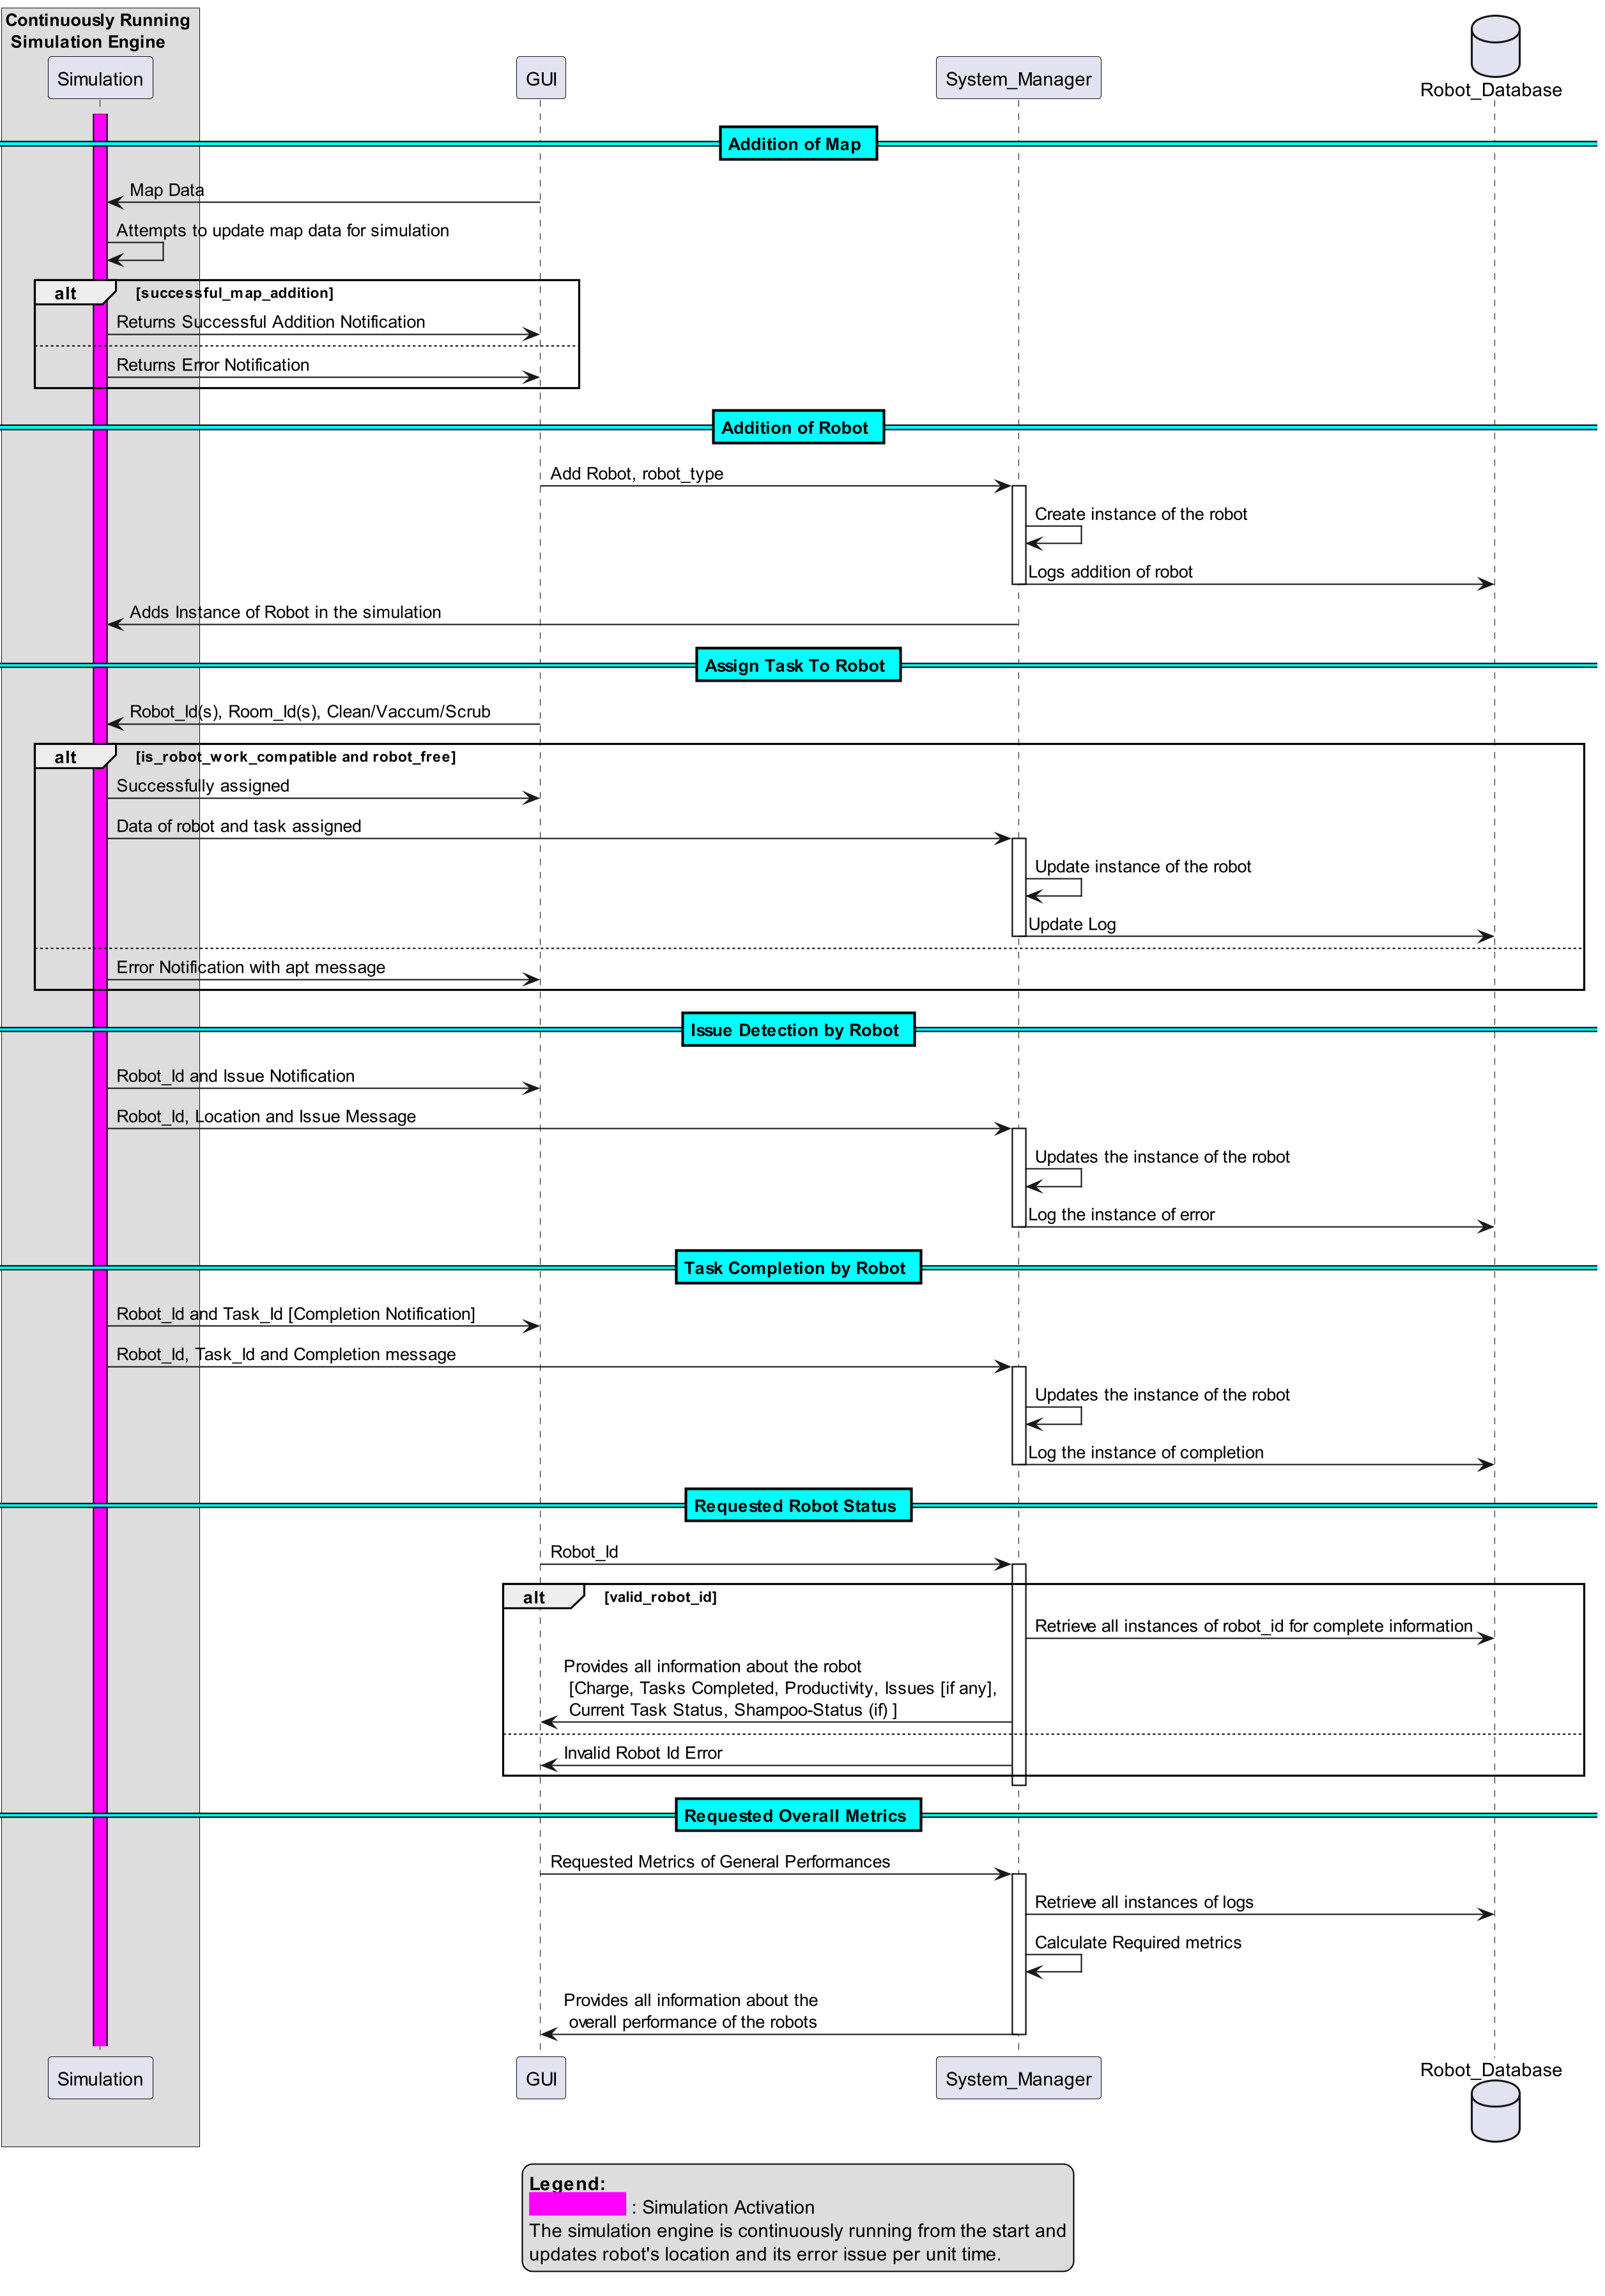 Continuously Running
Simulation Engine
Simulation
GUI
System_Manager
Robot_Database
Addition of Map
Map Data
Attempts to update map data for simulation
alt [successful_map_addition]
Returns Successful Addition Notification
Returns Error Notification
Addition of Robot
Add Robot, robot_type
Create instance of the robot
Logs addition of robot
Adds Instance of Robot in the simulation
Assign Task To Robot
Robot_Id(s), Room_Id(s), Clean/Vaccum/Scrub
alt [is_robot_work_compatible and robot_free]
Successfully assigned
Data of robot and task assigned
Update instance of the robot
Update Log
Error Notification with apt message
Issue Detection by Robot
Robot_Id and Issue Notification
Robot_Id, Location and Issue Message
Updates the instance of the robot
Log the instance of error
Task Completion by Robot
Robot_Id and Task_Id [Completion Notification]
Robot_Id, Task_Id and Completion message
Updates the instance of the robot
Log the instance of completion
Requested Robot Status
Robot_Id
alt [valid_robot_id]
Retrieve all instances of robot_id for complete information
Provides all information about the robot
[Charge, Tasks Completed, Productivity, Issues [if any],
Current Task Status, Shampoo-Status (if) ]
Invalid Robot Id Error
Requested Overall Metrics
Requested Metrics of General Performances
Retrieve all instances of logs
Calculate Required metrics
Provides all information about the
overall performance of the robots
Simulation
GUI
System_Manager
Robot_Database
Legend:
: Simulation Activation
The simulation engine is continuously running from the start and
updates robot's location and its error issue per unit time.